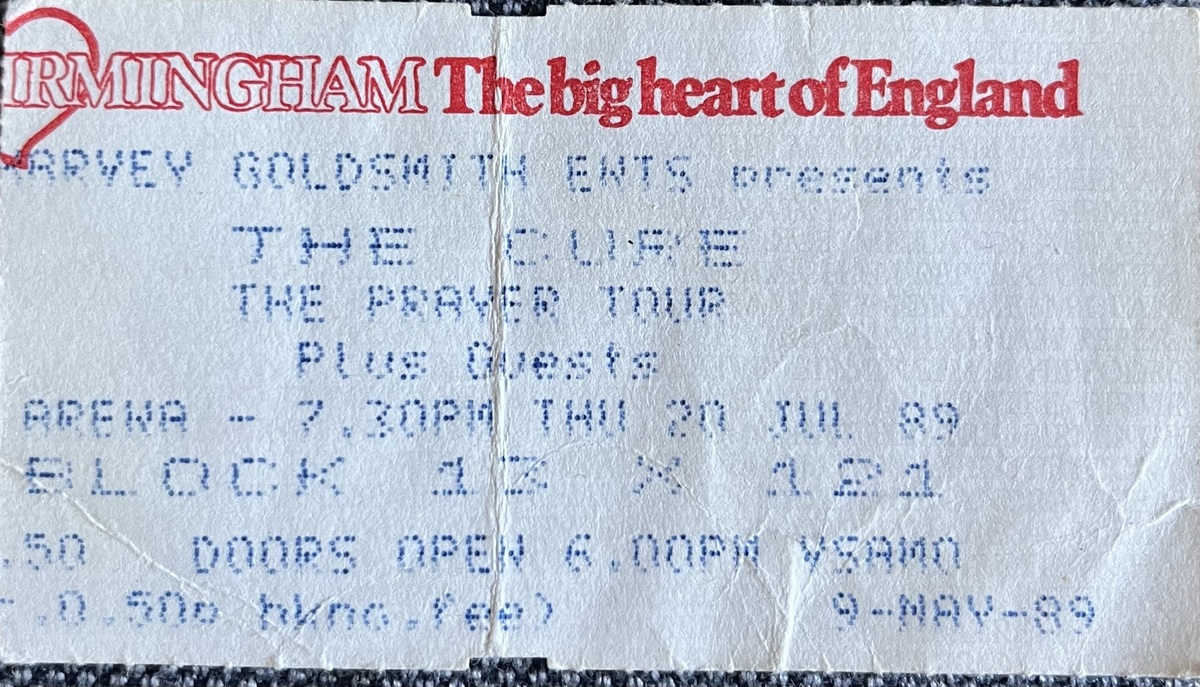 IRMINGHAM The big heart of England
HARVEY GOLDSMITH ENTS presents
THE CURE
THE PRAYER TOUR
Plus Guests
ARENA - 7.30PM THU 20 JUL 89
BLOCK 13 X 121
.50 DOORS OPEN 6.00PM VSAMO
.0.50p bkng.fee) 9-MAY-89